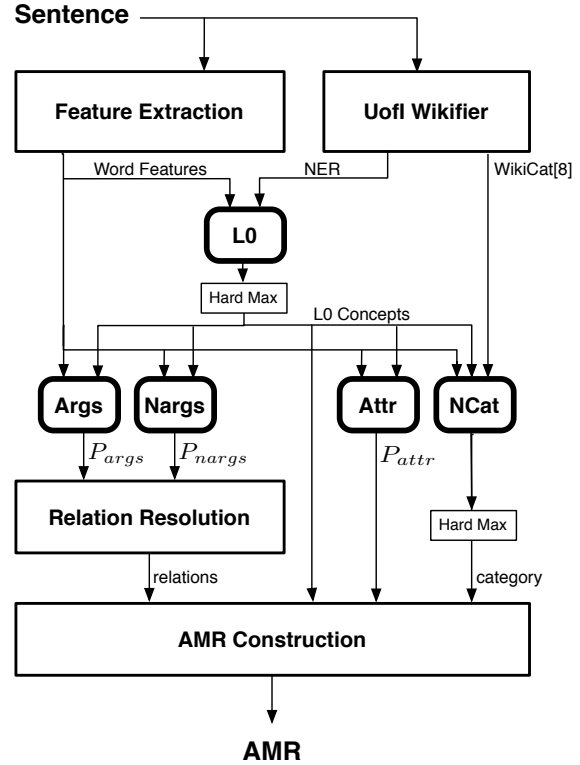 Sentence
Feature Extraction
UofI Wikifier
Word Features
NER
WikiCat[8]
L0
Hard Max
L0 Concepts
Args
Nargs
Attr
NCat
P_args
P_nargs
P_attr
Relation Resolution
Hard Max
relations
category
AMR Construction
AMR